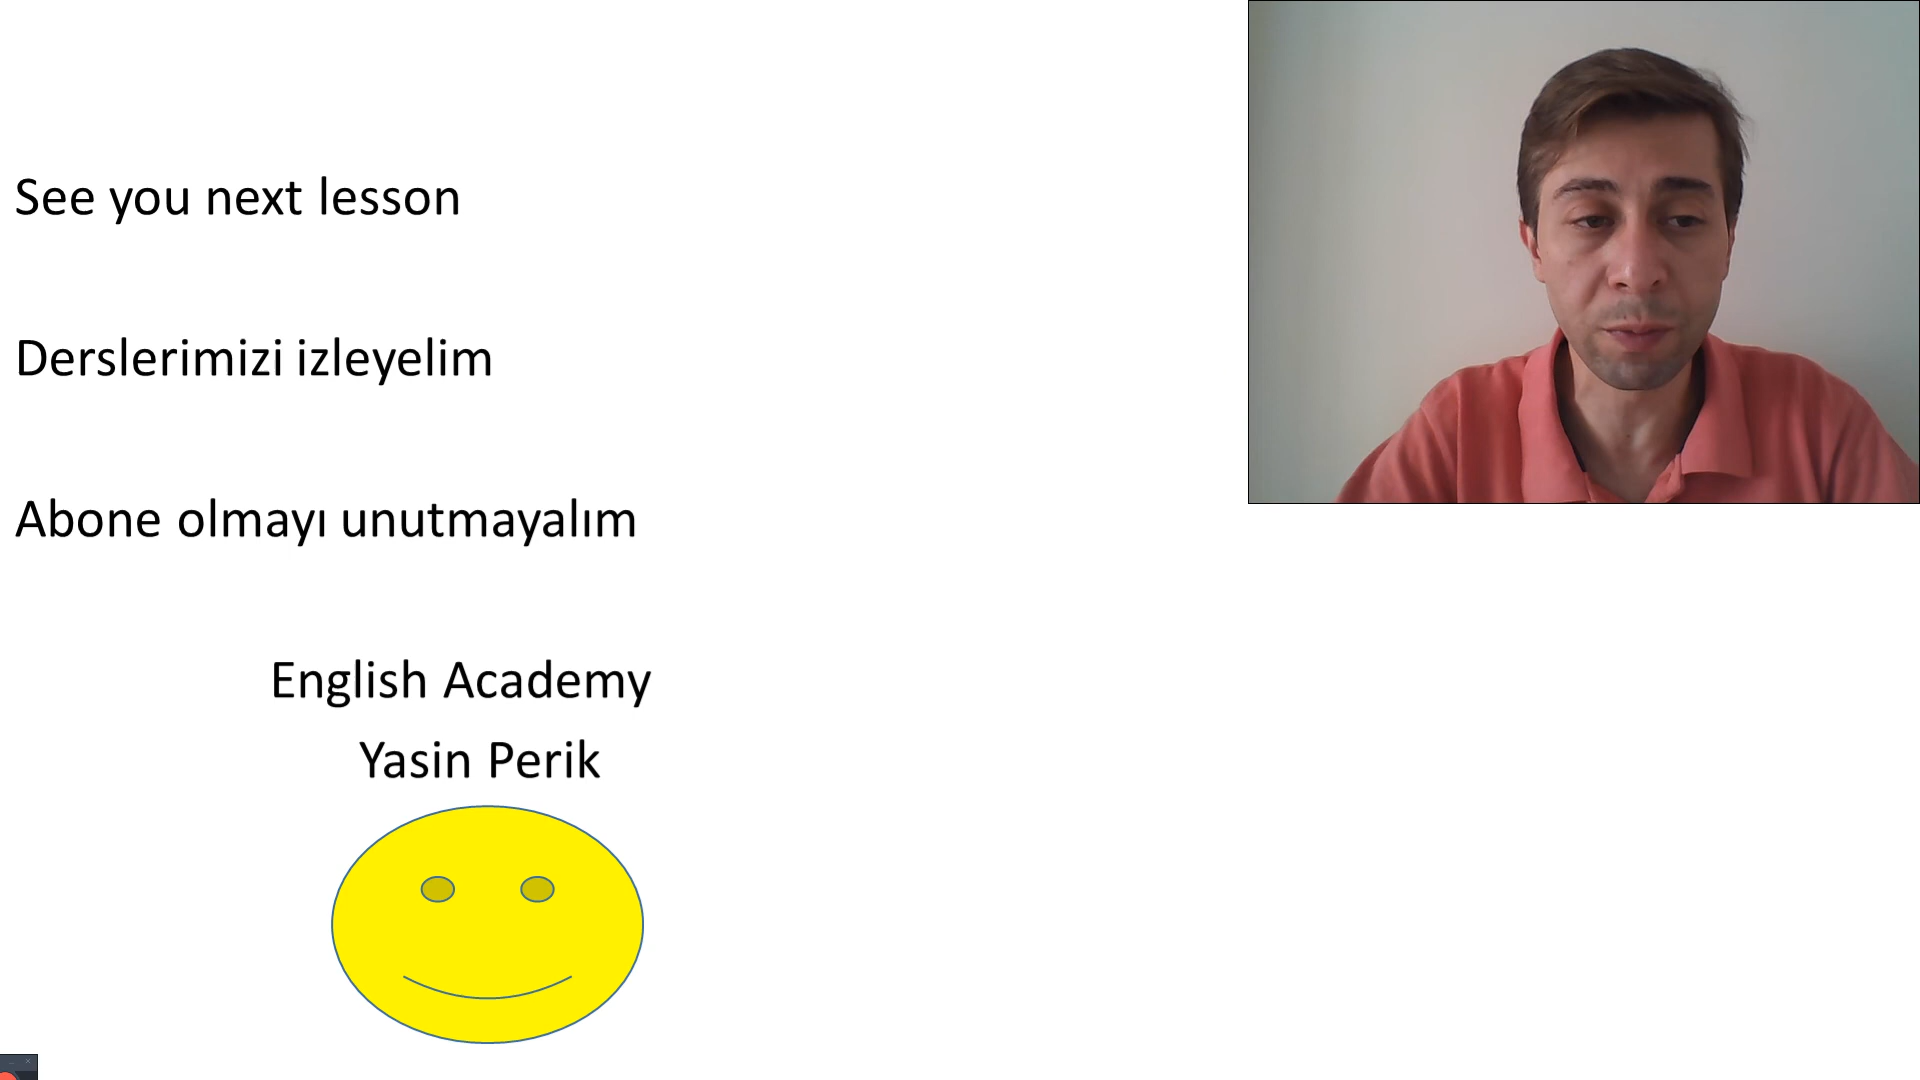 See you next lesson
Derslerimizi izleyelim
Abone olmayı unutmayalım
English Academy
Yasin Perik